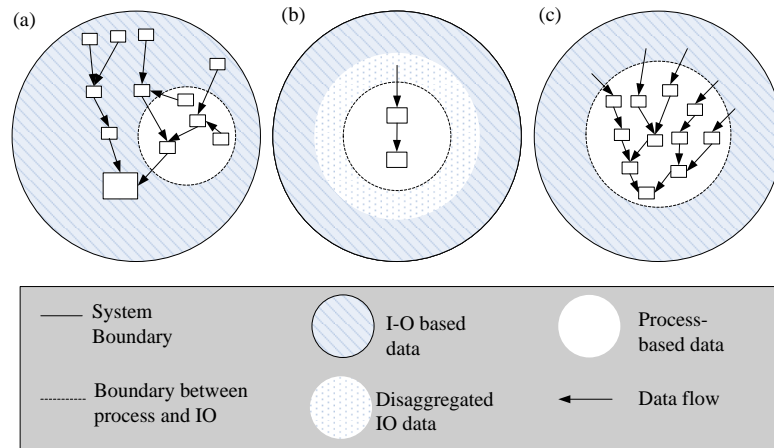 (a)
(b)
(c)
System
Boundary
I-O based
data
Process-
based data
Boundary between
process and IO
Disaggregated
IO data
Data flow